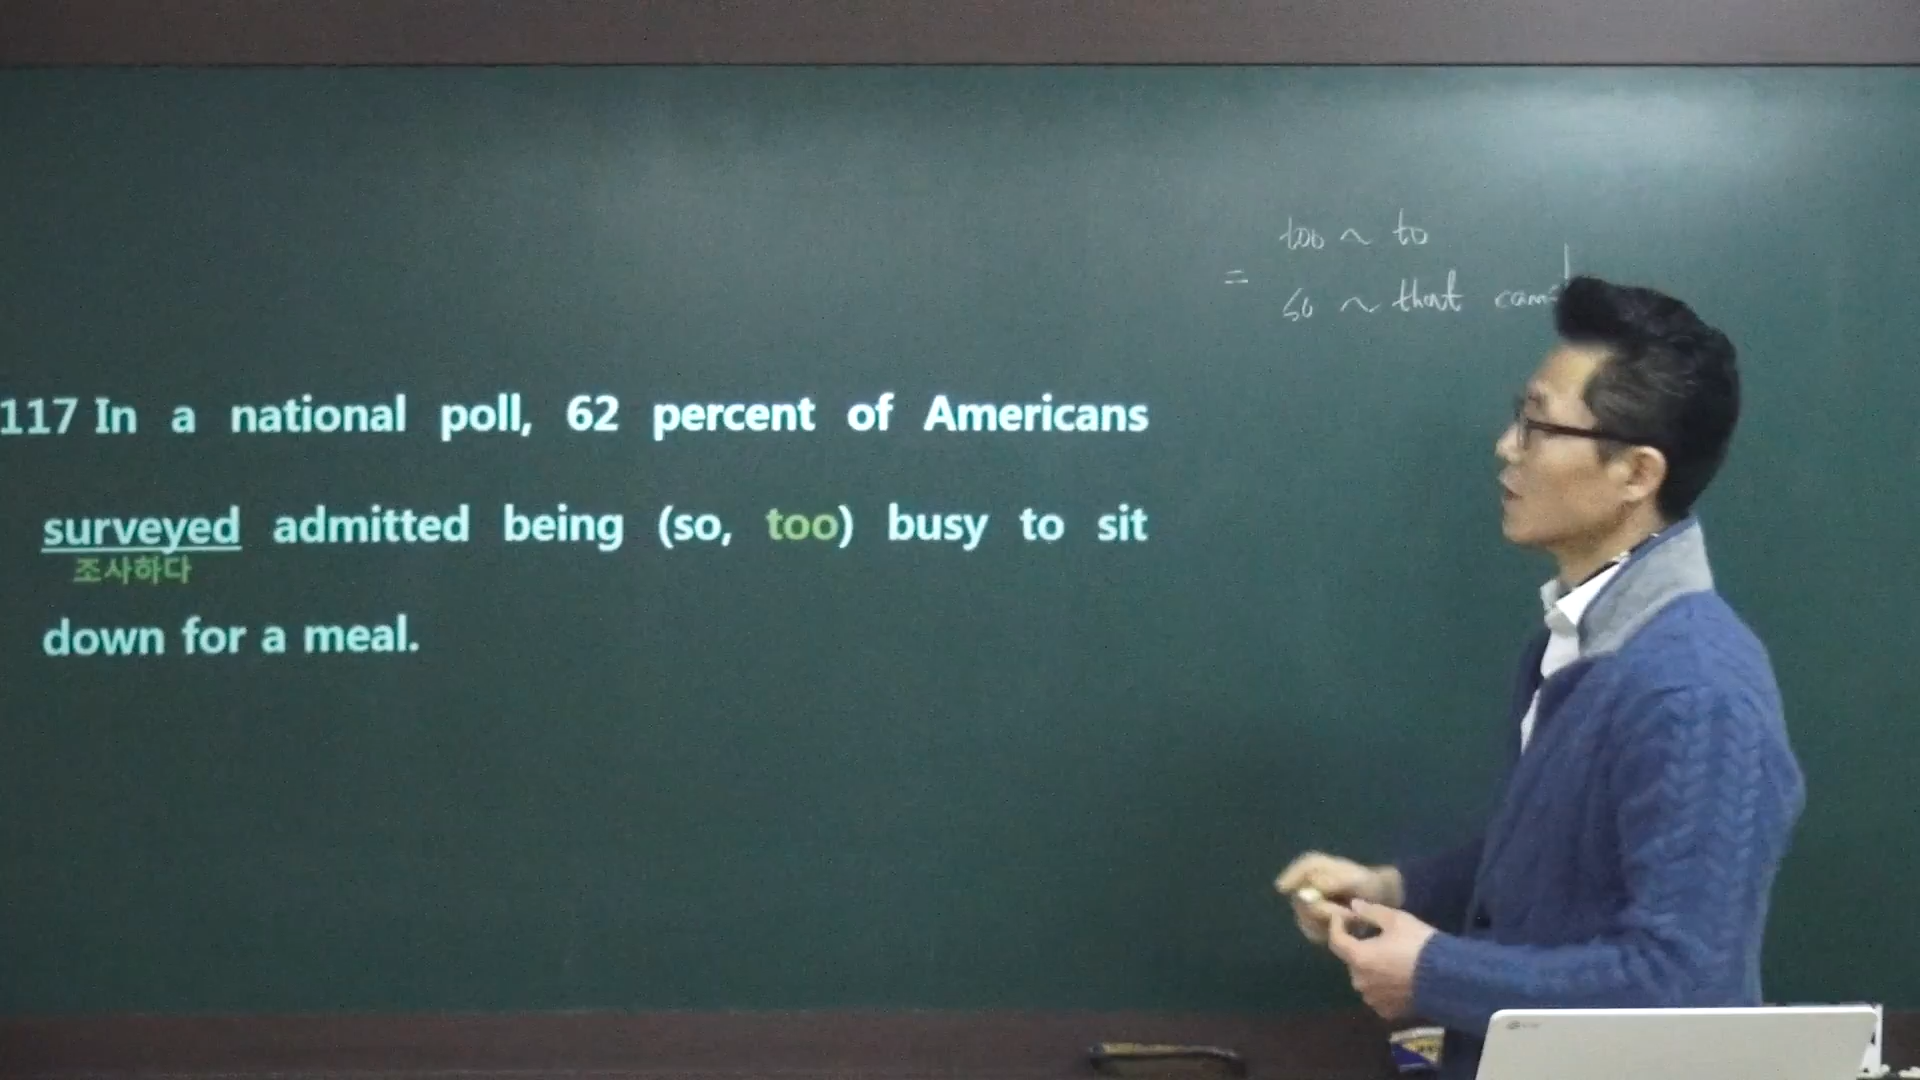 too ~ to
= so ~ that
117 In a national poll, 62 percent of Americans
surveyed admitted being (so, too) busy to sit
조사하다
down for a meal.